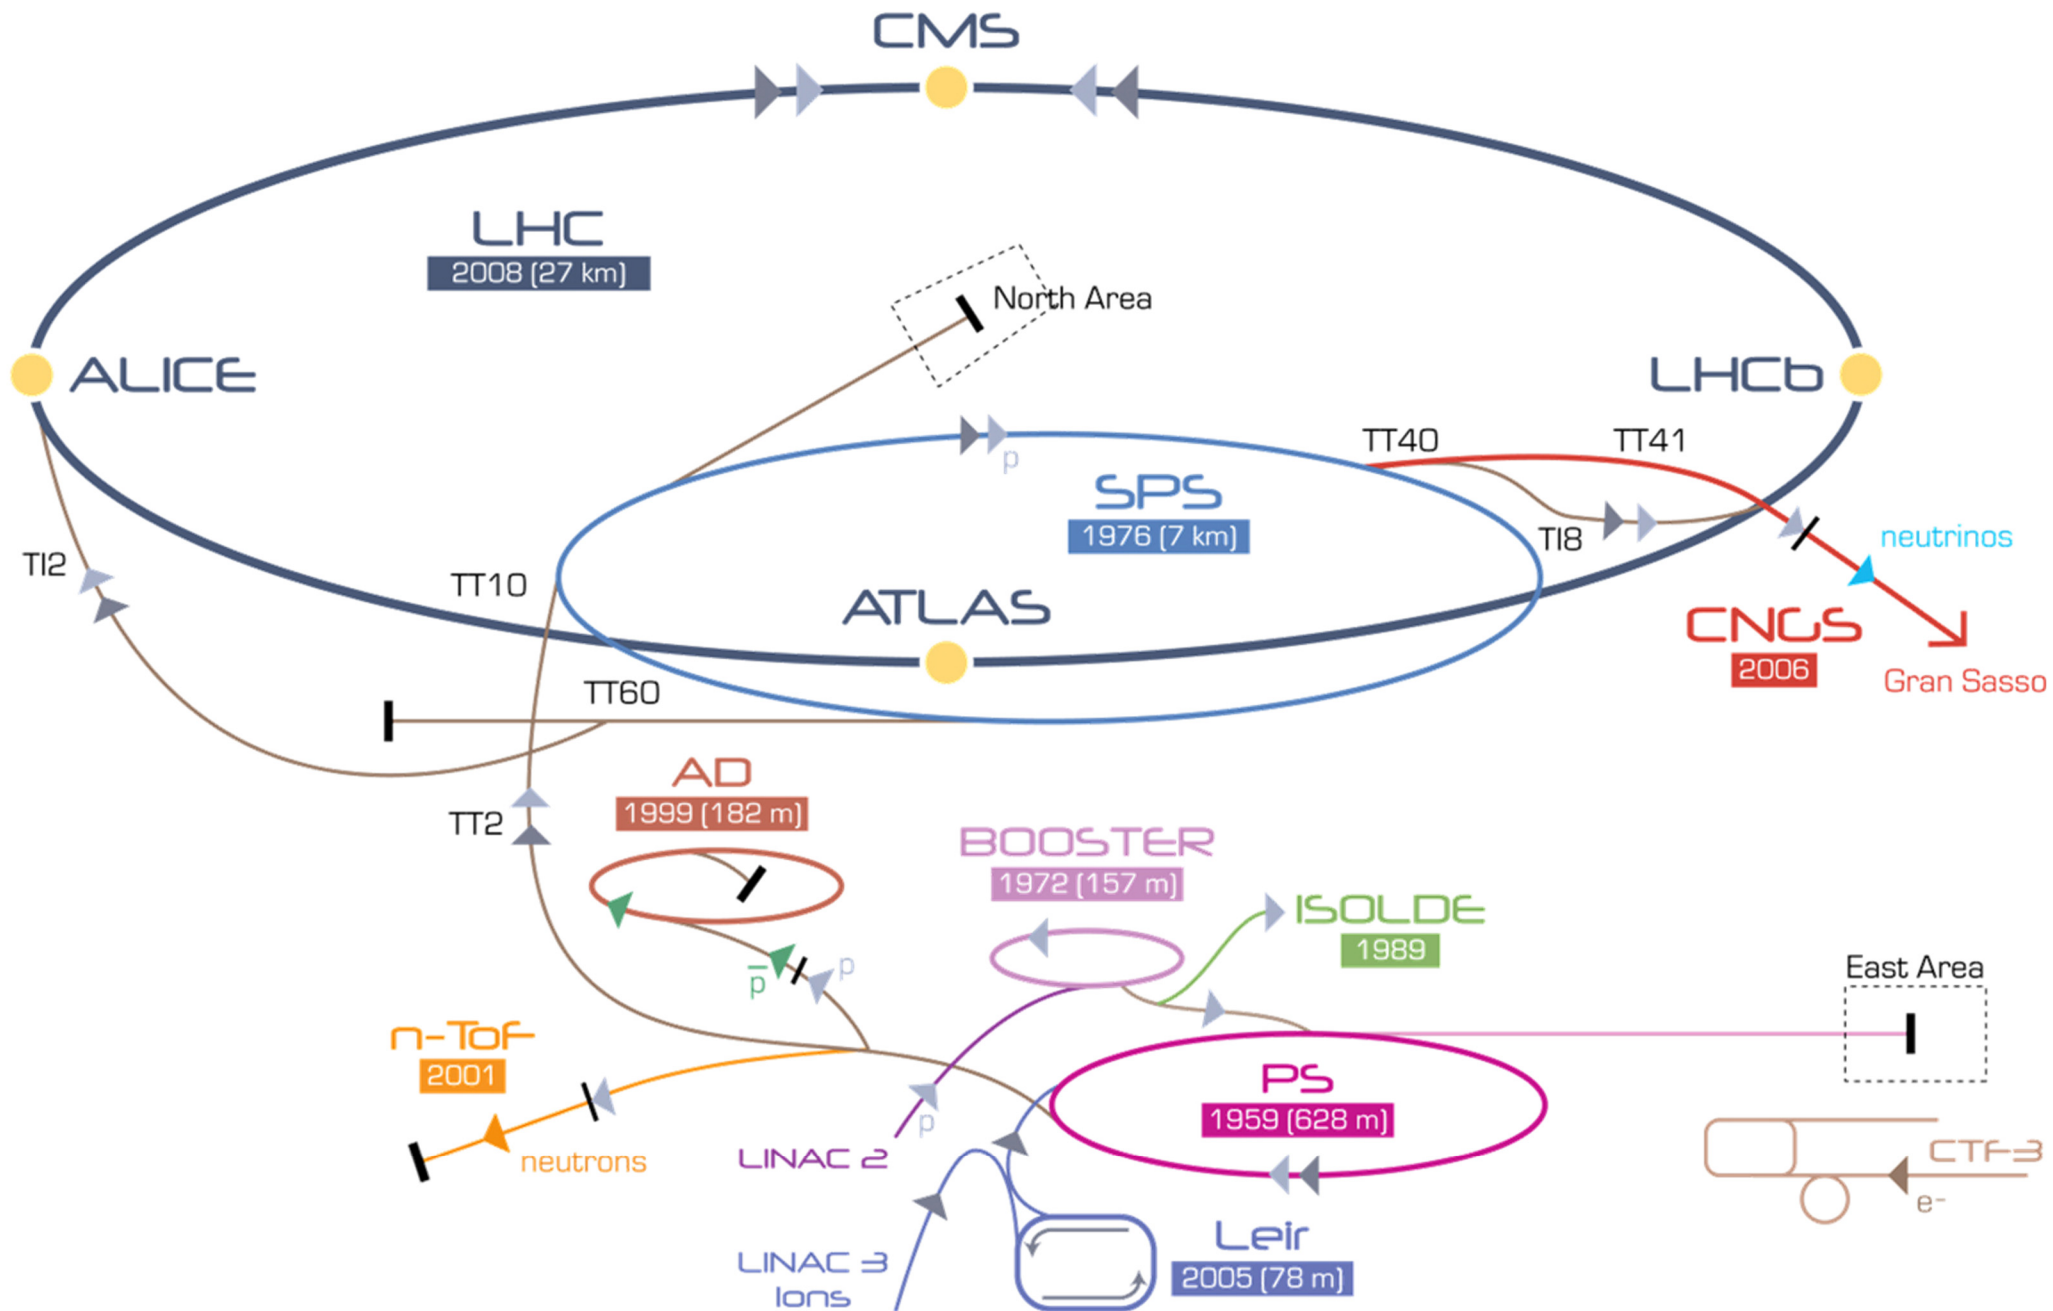 CMS
LHC
2008 (27 km)
North Area
ALICE
LHCb
p
TT40
TT41
SPS
1976 (7 km)
TI2
TI8
neutrinos
TT10
ATLAS
CNGS
2006
Gran Sasso
TT60
AD
1999 (182 m)
TT2
BOOSTER
1972 (157 m)
ISOLDE
1989
p̅
p
East Area
n-ToF
2001
neutrons
PS
1959 (628 m)
p
LINAC 2
CTF3
e-
LINAC 3
Ions
Leir
2005 (78 m)